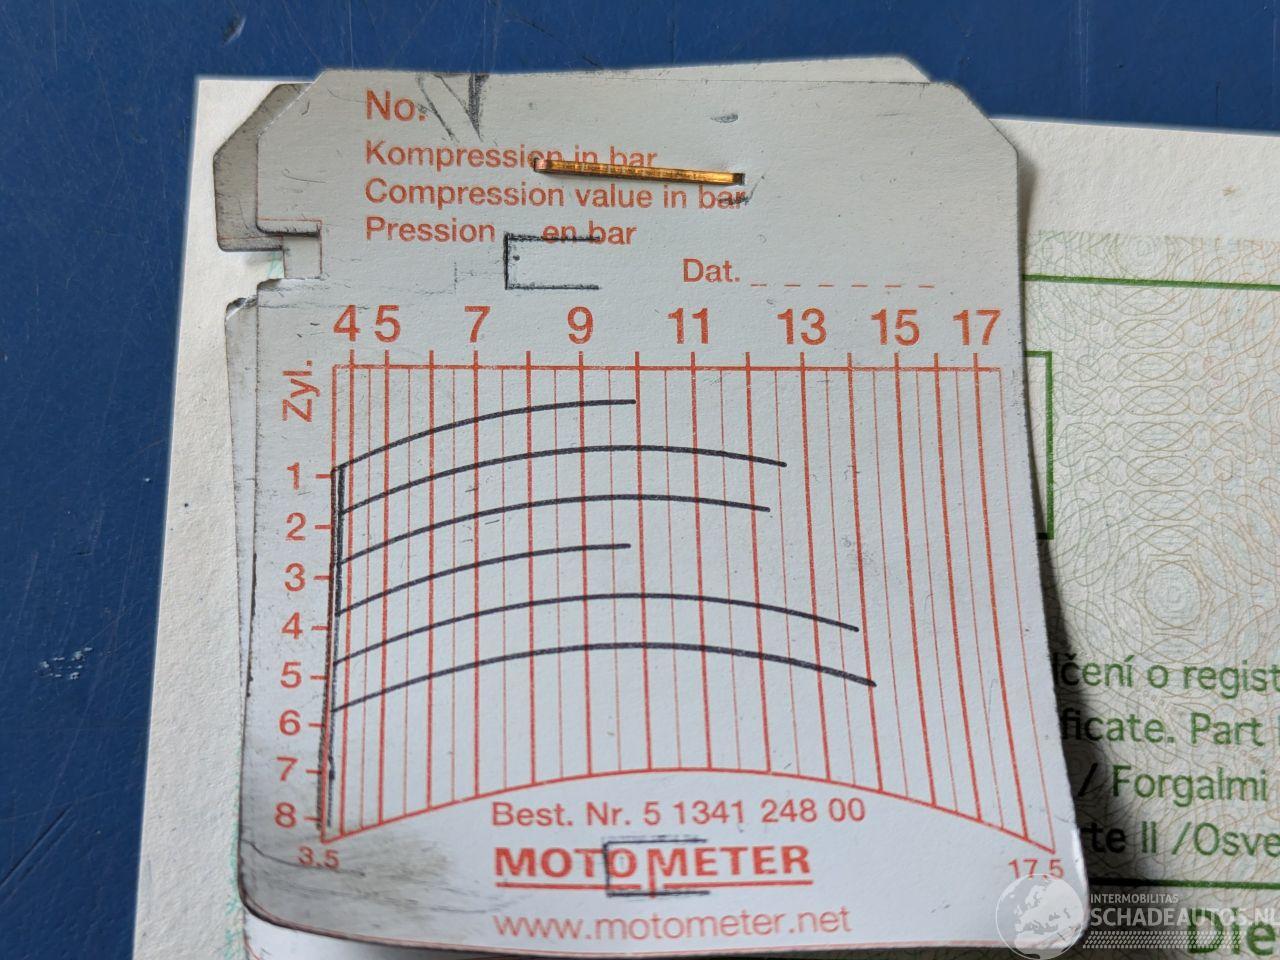 No.
Kompression in bar
Compression value in bar
Pression en bar
Dat.
4 5 7 9 11 13 15 17
Zyl.
1
2
3
4
5
6
7
8
3.5
17.5
Best. Nr. 5 1341 248 00
MOTOMETER
www.motometer.net
čení o regist
ficate. Part
/ Forgalmi
rte II /Osve
Die
INTERMOBILITAS
SCHADEAUTOS.NL